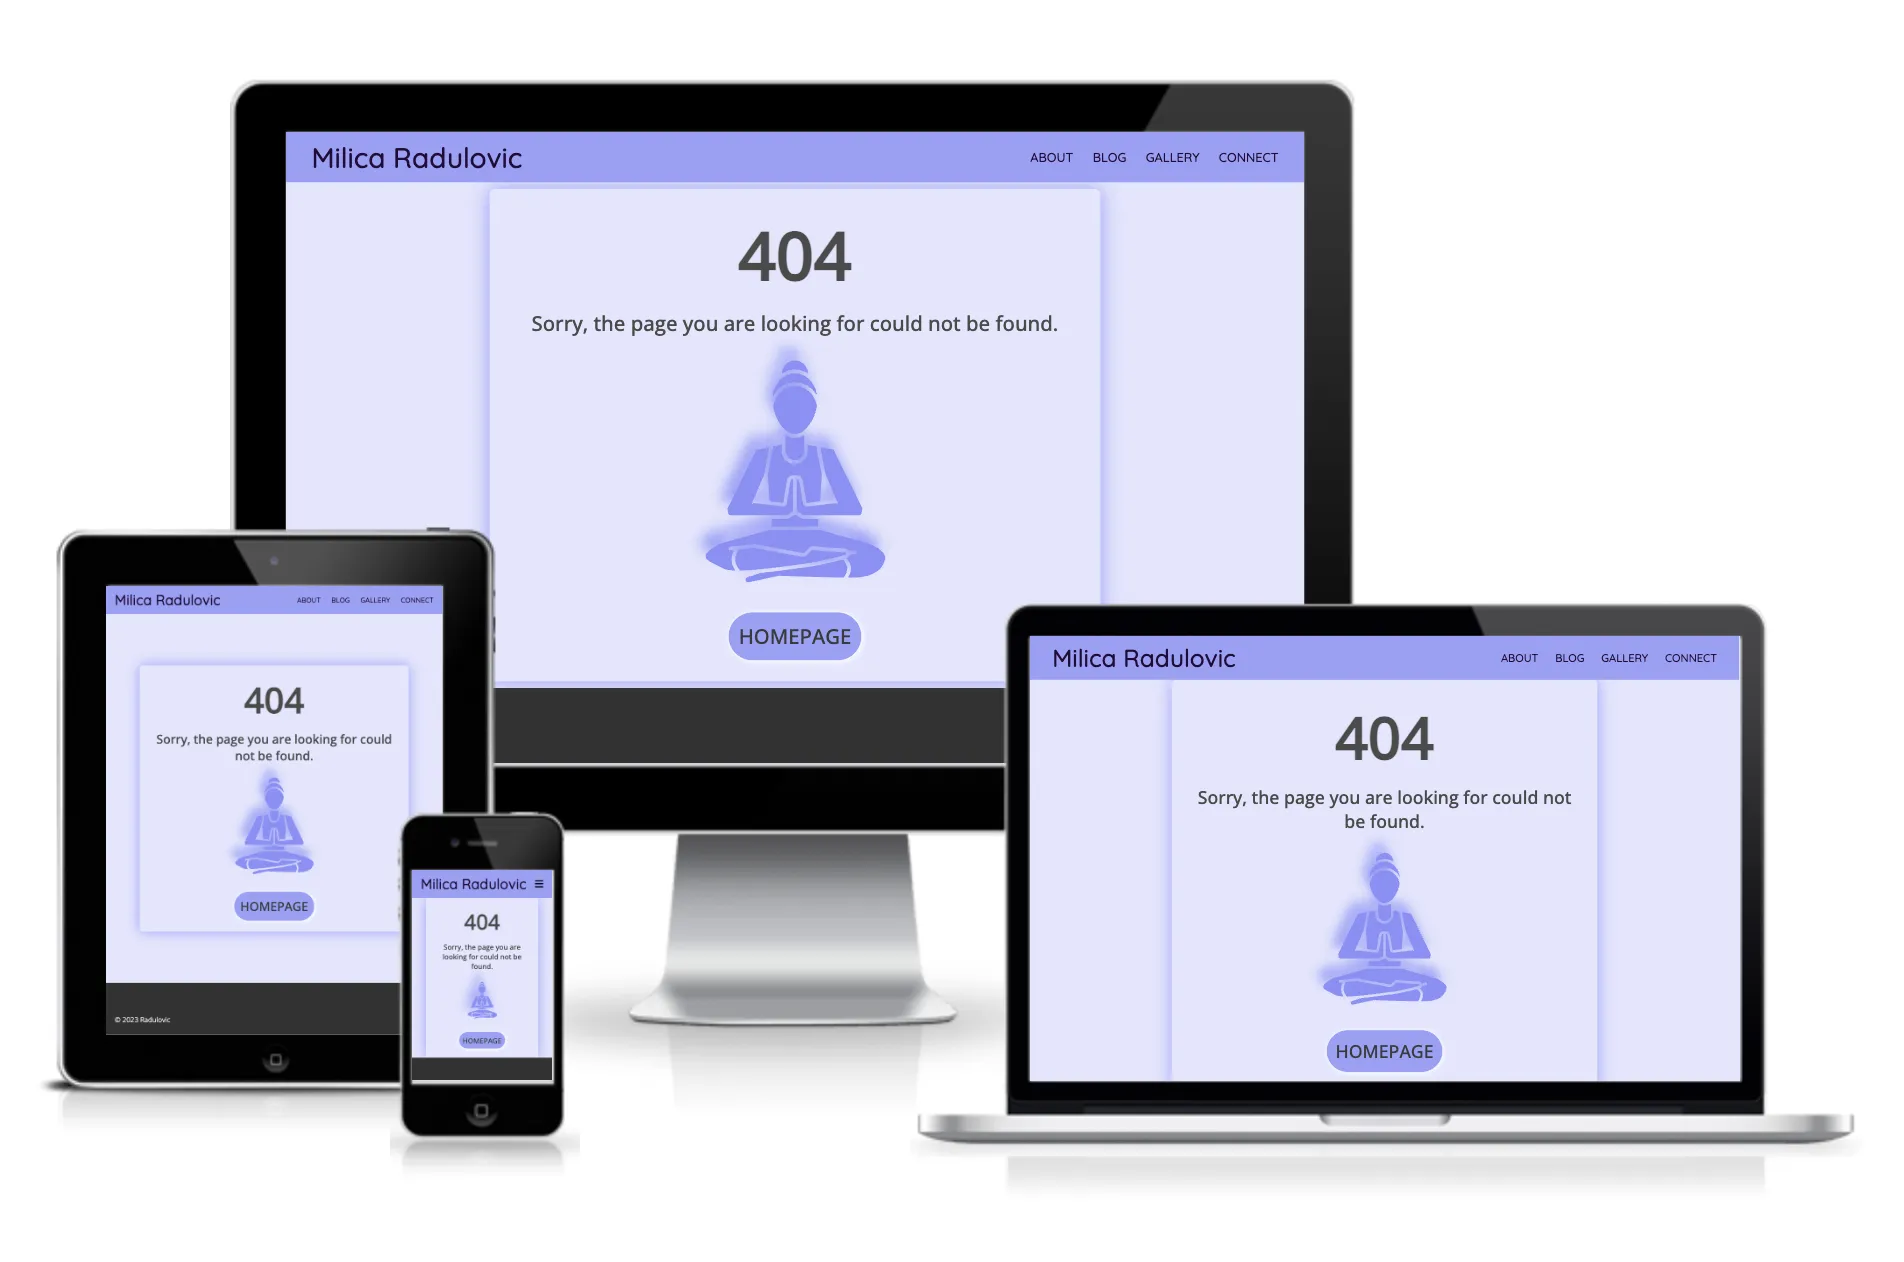 Milica Radulovic
ABOUT BLOG GALLERY CONNECT
404
Sorry, the page you are looking for could not be found.
HOMEPAGE
Milica Radulovic
ABOUT BLOG GALLERY CONNECT
404
Sorry, the page you are looking for could
not be found.
HOMEPAGE
© 2023 Radulovic
Milica Radulovic
404
Sorry, the page you are
looking for could not be
found.
HOMEPAGE
Milica Radulovic
ABOUT BLOG GALLERY CONNECT
404
Sorry, the page you are looking for could not
be found.
HOMEPAGE